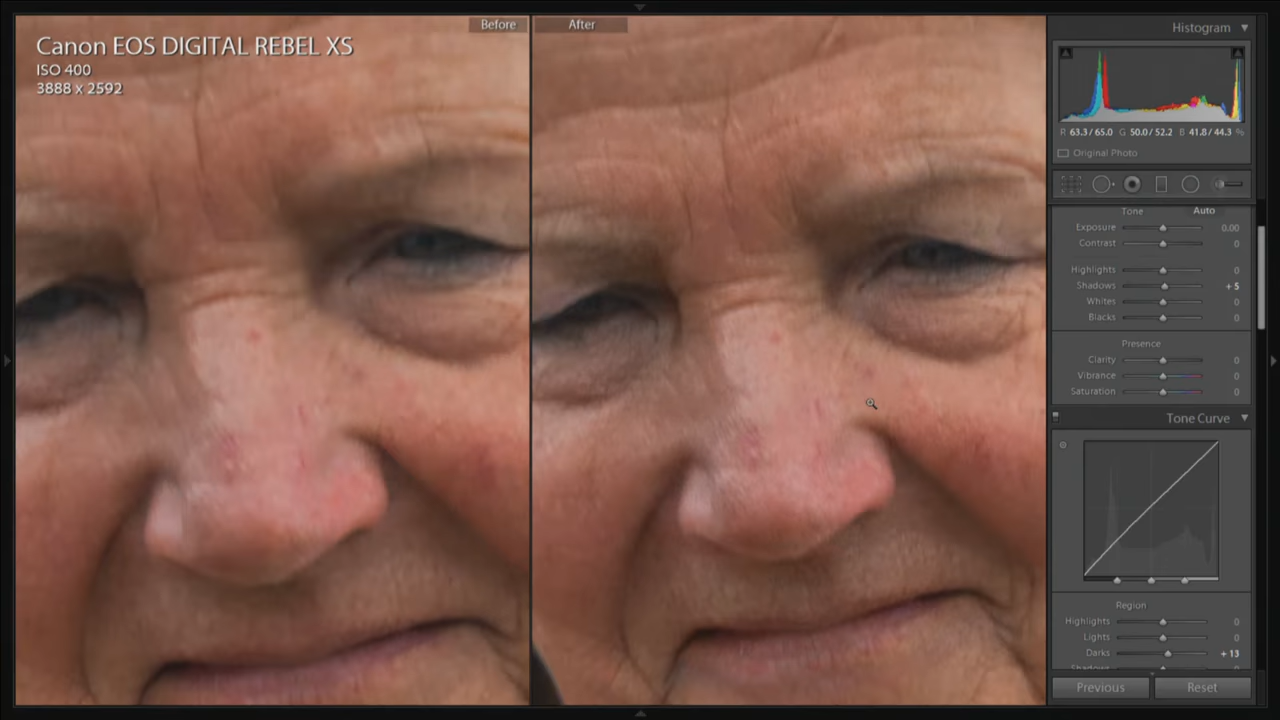 Before
After
Canon EOS DIGITAL REBEL XS
ISO 400
3888 x 2592
Histogram
R 63.3 / 65.0 G 50.0 / 52.2 B 41.8 / 44.3 %
Original Photo
Tone Auto
Exposure 0.00
Contrast 0
Highlights 0
Shadows + 5
Whites 0
Blacks 0
Presence
Clarity 0
Vibrance 0
Saturation 0
Tone Curve
Region
Highlights 0
Lights 0
Darks + 13
Shadows
Previous Reset